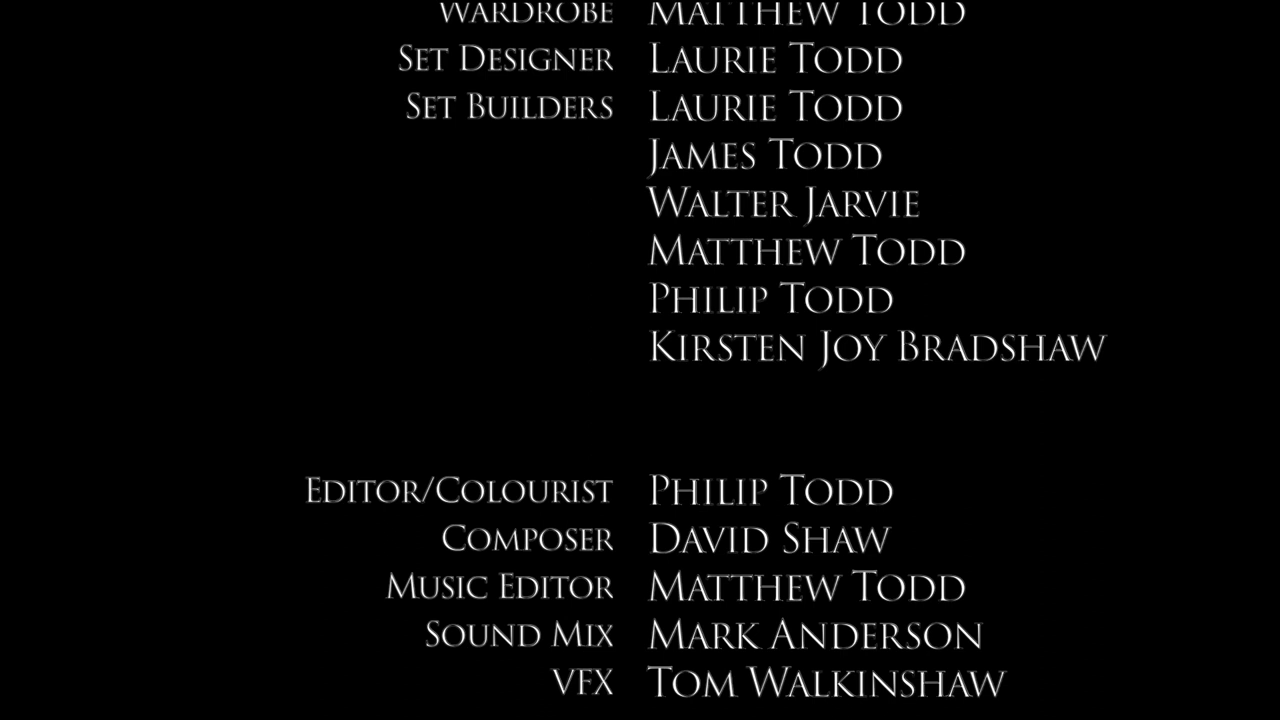 Wardrobe Matthew Todd
Set Designer Laurie Todd
Set Builders Laurie Todd
James Todd
Walter Jarvie
Matthew Todd
Philip Todd
Kirsten Joy Bradshaw
Editor/Colourist Philip Todd
Composer David Shaw
Music Editor Matthew Todd
Sound Mix Mark Anderson
VFX Tom Walkinshaw